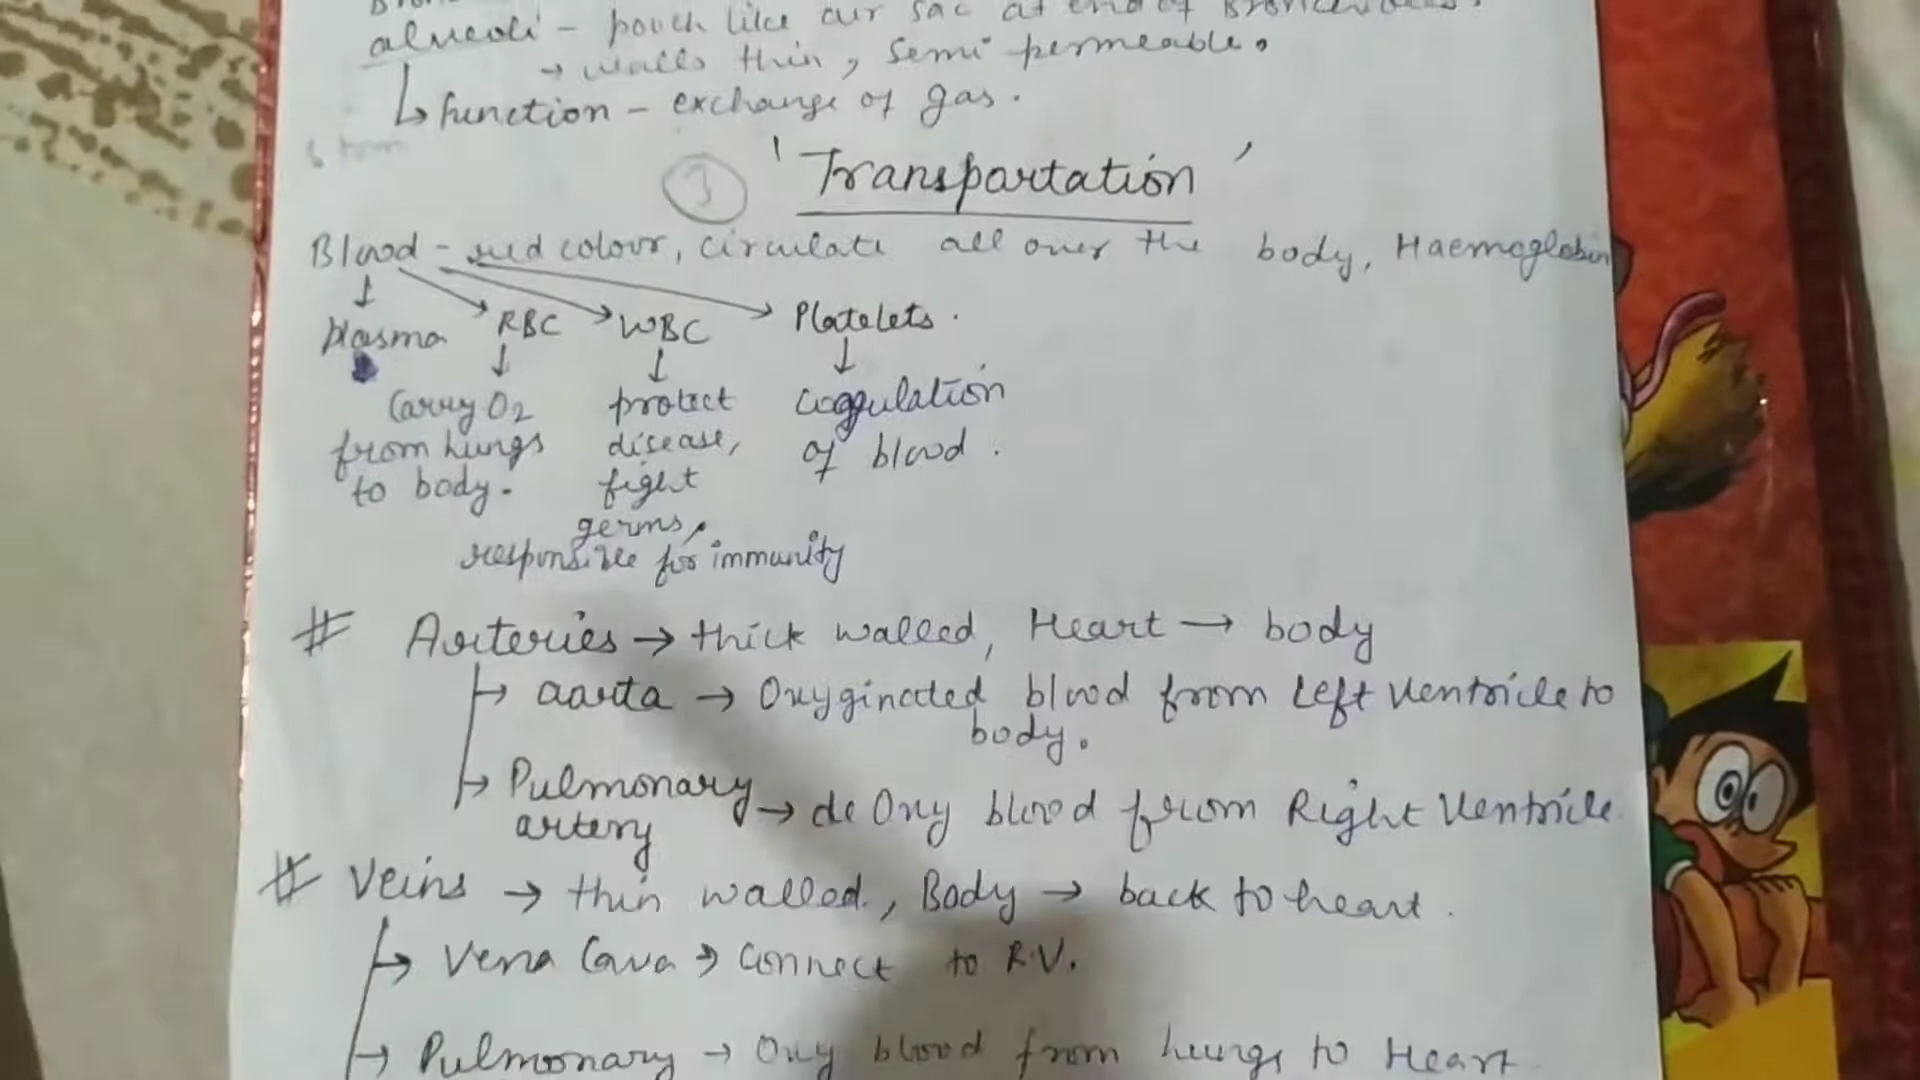 alveoli - pouch like air sac at end of
→ walls thin, semi permeable.
↳ function - exchange of gas.
3 'Transportation'
Blood - red colour, circulate all over the body, Haemoglobin
↓
Plasma RBC WBC Platelets.
↓ ↓ ↓
Carry O2 protect coagulation
from lungs disease, of blood.
to body. fight
germs,
responsible for immunity
# Arteries → thick walled, Heart → body
→ aorta → Oxyginated blood from Left Ventricle to
body.
→ Pulmonary → de Oxy blood from Right Ventricle
artery
# Veins → thin walled, Body → back to heart.
→ Vena Cava → Connect to R.V.
→ Pulmonary → Oxy blood from lungs to Heart.